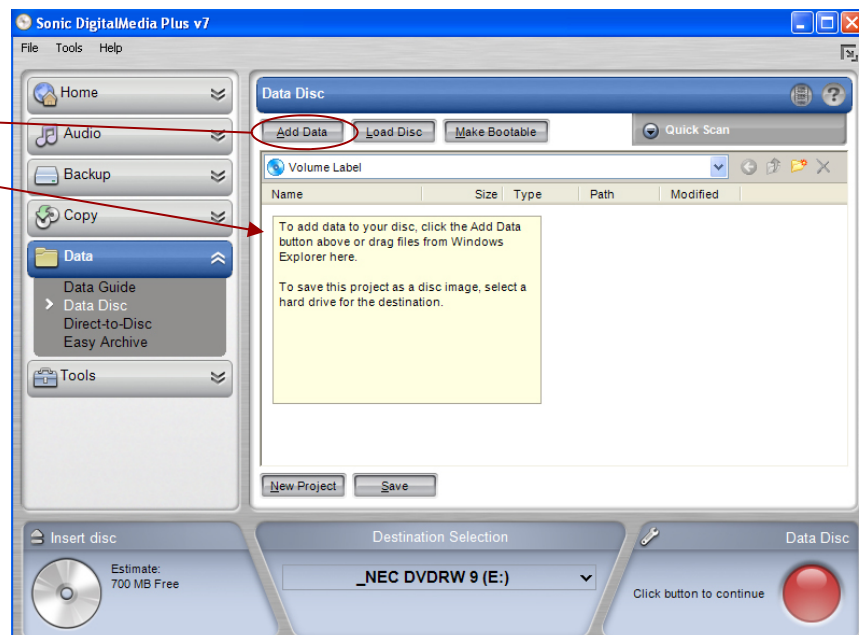 Sonic DigitalMedia Plus v7
File Tools Help
Home
Audio
Backup
Copy
Data
Data Guide
Data Disc
Direct-to-Disc
Easy Archive
Tools
Data Disc
Add Data Load Disc Make Bootable Quick Scan
Volume Label
Name Size Type Path Modified
To add data to your disc, click the Add Data
button above or drag files from Windows
Explorer here.
To save this project as a disc image, select a
hard drive for the destination.
New Project Save
Insert disc
Estimate:
700 MB Free
Destination Selection
_NEC DVDRW 9 (E:)
Data Disc
Click button to continue